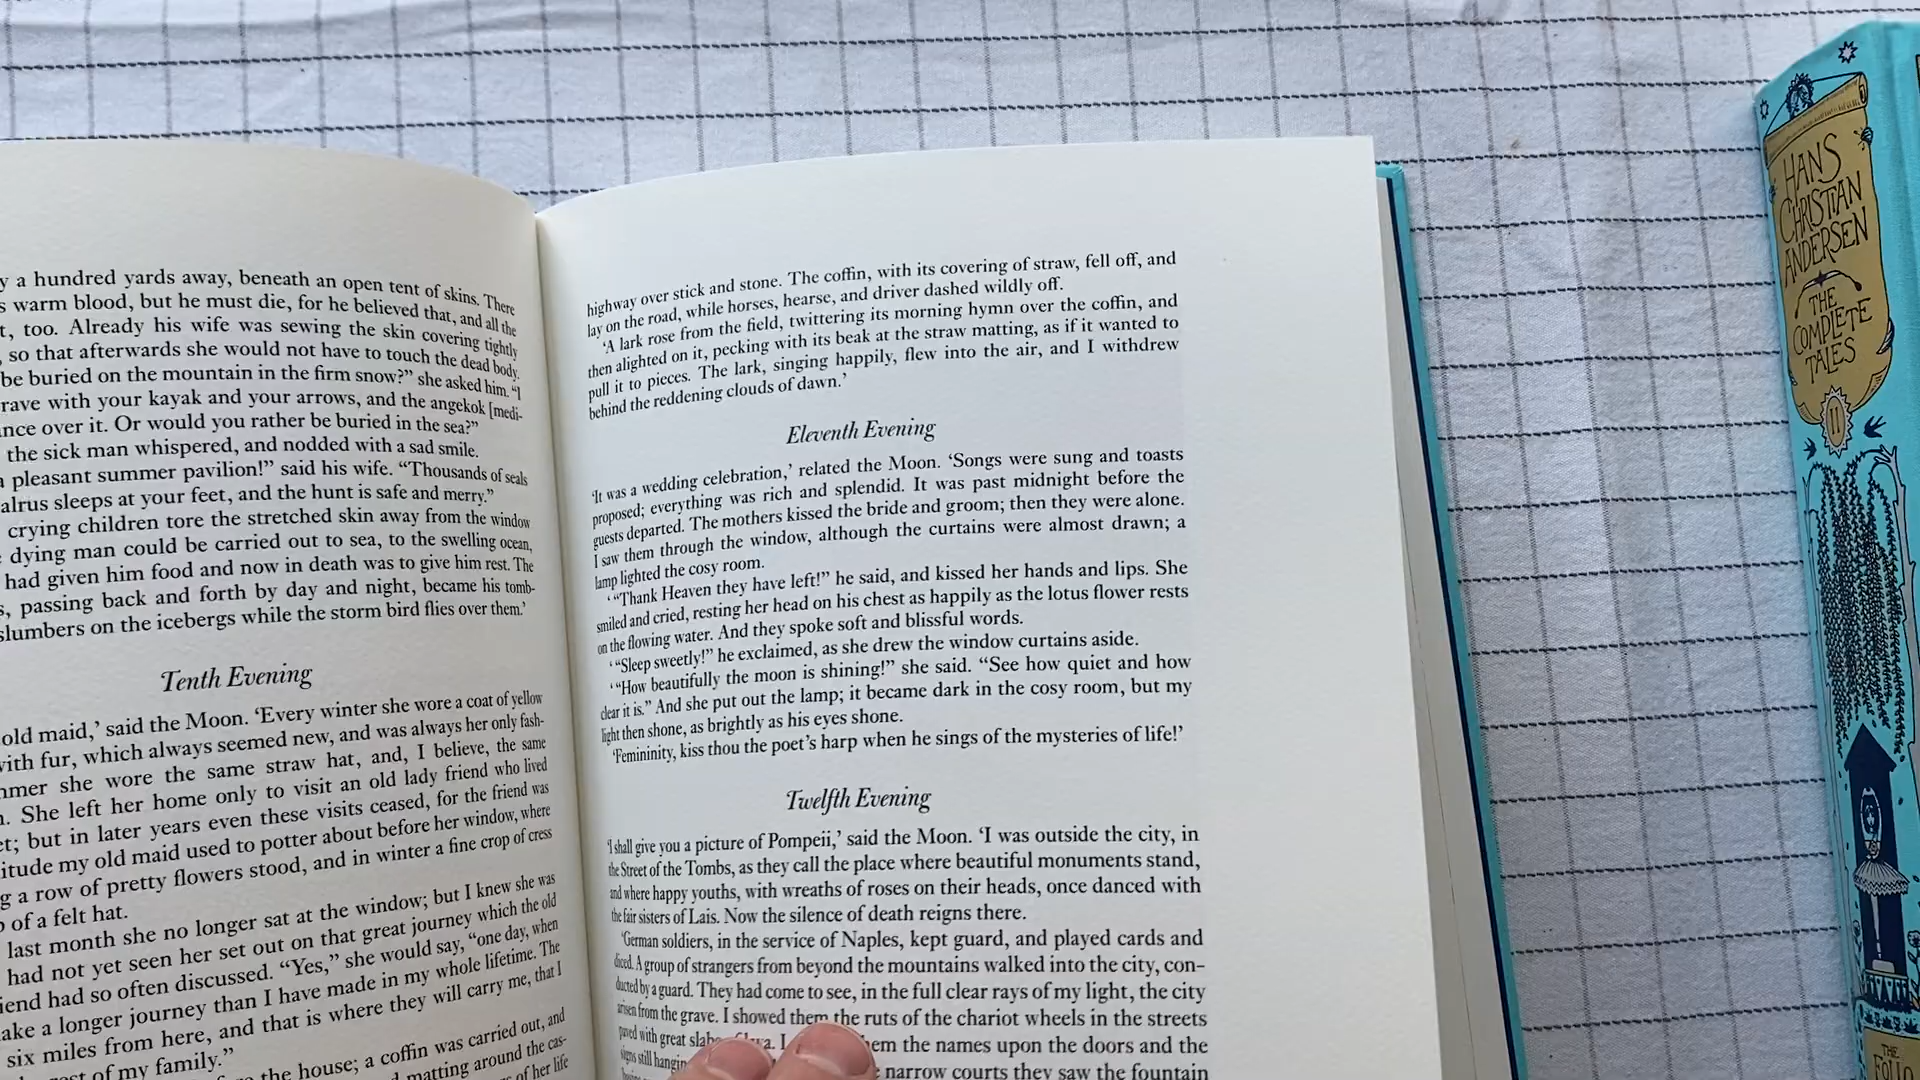 y a hundred yards away, beneath an open tent of skins. There
s warm blood, but he must die, for he believed that, and all the
t, too. Already his wife was sewing the skin covering tightly
, so that afterwards she would not have to touch the dead body.
be buried on the mountain in the firm snow?” she asked him. “I
rave with your kayak and your arrows, and the angekok [medi-
nce over it. Or would you rather be buried in the sea?”
the sick man whispered, and nodded with a sad smile.
a pleasant summer pavilion!” said his wife. “Thousands of seals
alrus sleeps at your feet, and the hunt is safe and merry.”
crying children tore the stretched skin away from the window
dying man could be carried out to sea, to the swelling ocean,
had given him food and now in death was to give him rest. The
s, passing back and forth by day and night, became his tomb-
slumbers on the icebergs while the storm bird flies over them.’
Tenth Evening
old maid,’ said the Moon. ‘Every winter she wore a coat of yellow
with fur, which always seemed new, and was always her only fash-
mmer she wore the same straw hat, and, I believe, the same
. She left her home only to visit an old lady friend who lived
et; but in later years even these visits ceased, for the friend was
itude my old maid used to potter about before her window, where
g a row of pretty flowers stood, and in winter a fine crop of cress
of a felt hat.
last month she no longer sat at the window; but I knew she was
had not yet seen her set out on that great journey which the old
iend had so often discussed. “Yes,” she would say, “one day, when
ake a longer journey than I have made in my whole lifetime. The
six miles from here, and that is where they will carry me, that I
rest of my family.”
the house; a coffin was carried out, and
matting around the cas-
of her life
highway over stick and stone. The coffin, with its covering of straw, fell off, and
lay on the road, while horses, hearse, and driver dashed wildly off.
‘A lark rose from the field, twittering its morning hymn over the coffin, and
then alighted on it, pecking with its beak at the straw matting, as if it wanted to
pull it to pieces. The lark, singing happily, flew into the air, and I withdrew
behind the reddening clouds of dawn.’
Eleventh Evening
‘It was a wedding celebration,’ related the Moon. ‘Songs were sung and toasts
proposed; everything was rich and splendid. It was past midnight before the
guests departed. The mothers kissed the bride and groom; then they were alone.
I saw them through the window, although the curtains were almost drawn; a
lamp lighted the cosy room.
‘“Thank Heaven they have left!” he said, and kissed her hands and lips. She
smiled and cried, resting her head on his chest as happily as the lotus flower rests
on the flowing water. And they spoke soft and blissful words.
‘“Sleep sweetly!” he exclaimed, as she drew the window curtains aside.
‘“How beautifully the moon is shining!” she said. “See how quiet and how
clear it is.” And she put out the lamp; it became dark in the cosy room, but my
light then shone, as brightly as his eyes shone.
‘Femininity, kiss thou the poet’s harp when he sings of the mysteries of life!’
Twelfth Evening
‘I shall give you a picture of Pompeii,’ said the Moon. ‘I was outside the city, in
the Street of the Tombs, as they call the place where beautiful monuments stand,
and where happy youths, with wreaths of roses on their heads, once danced with
the fair sisters of Lais. Now the silence of death reigns there.
‘German soldiers, in the service of Naples, kept guard, and played cards and
diced. A group of strangers from beyond the mountains walked into the city, con-
ducted by a guard. They had come to see, in the full clear rays of my light, the city
arisen from the grave. I showed them the ruts of the chariot wheels in the streets
paved with great slabs of lava. I them the names upon the doors and the
signs still hanging
narrow courts they saw the fountain
HANS
CHRISTIAN
ANDERSEN
THE
COMPLETE
TALES
II
THE
FOLIO